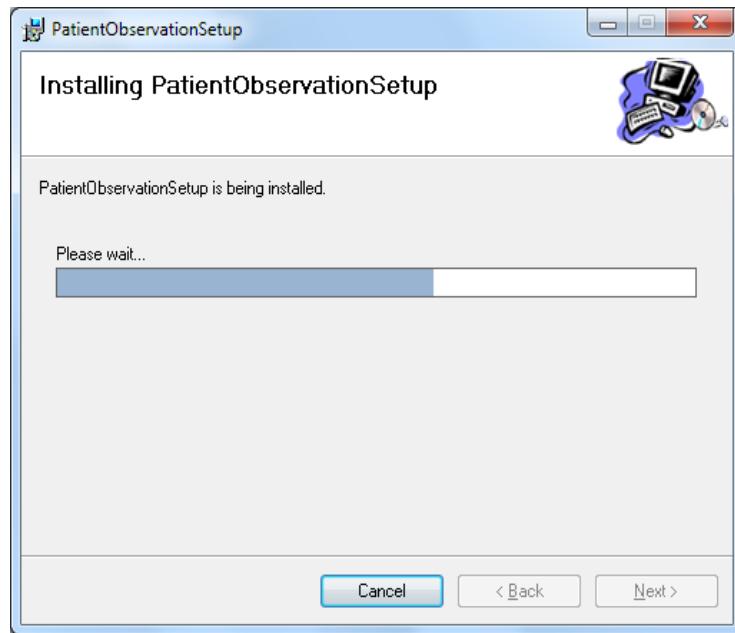 PatientObservationSetup
Installing PatientObservationSetup
PatientObservationSetup is being installed.
Please wait...
Cancel
< Back
Next >